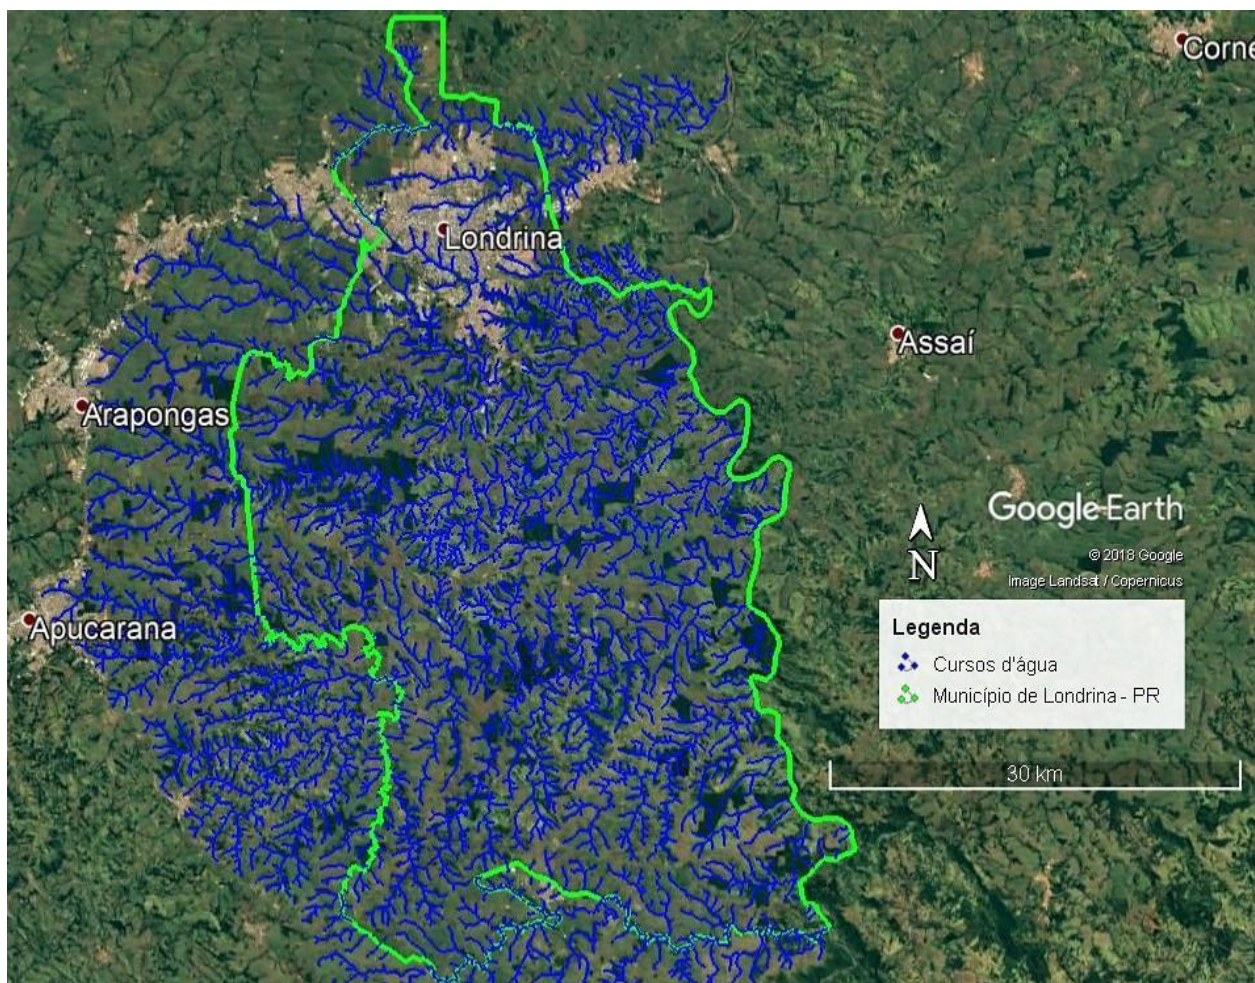 Corne
Londrina
Assaí
Arapongas
Google Earth
N
© 2018 Google
Image Landsat / Copernicus
Apucarana
Legenda
Cursos d'água
Município de Londrina - PR
30 km